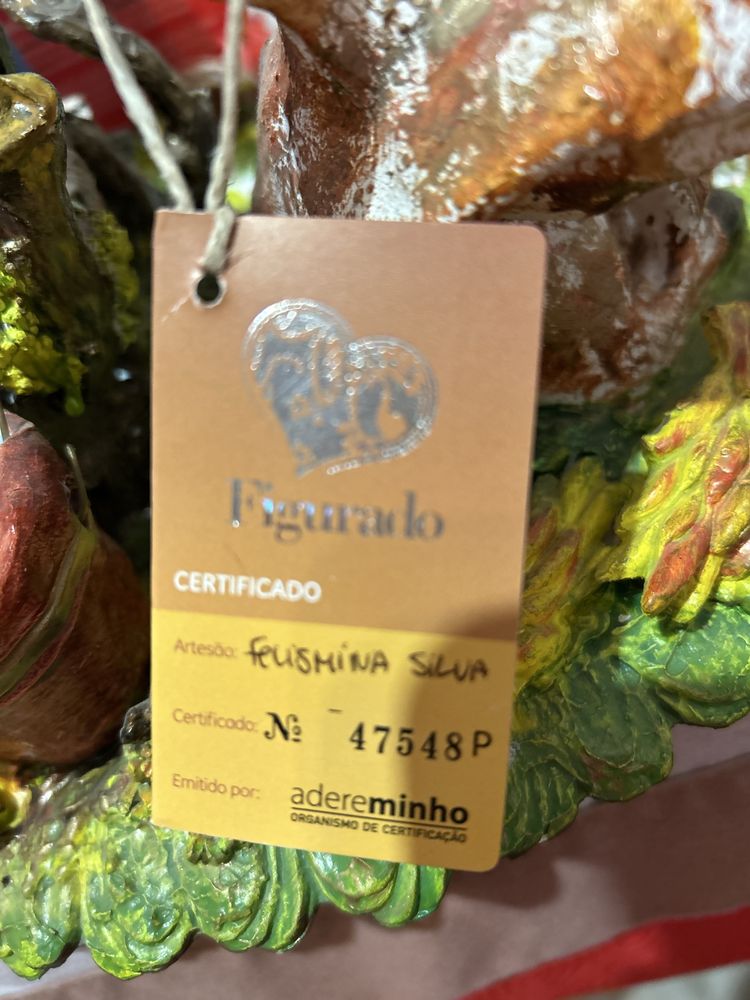 Figurado
CERTIFICADO
Artesão: FELISMINA SILVA
Certificado: № 47548P
Emitido por: adereminho
ORGANISMO DE CERTIFICAÇÃO